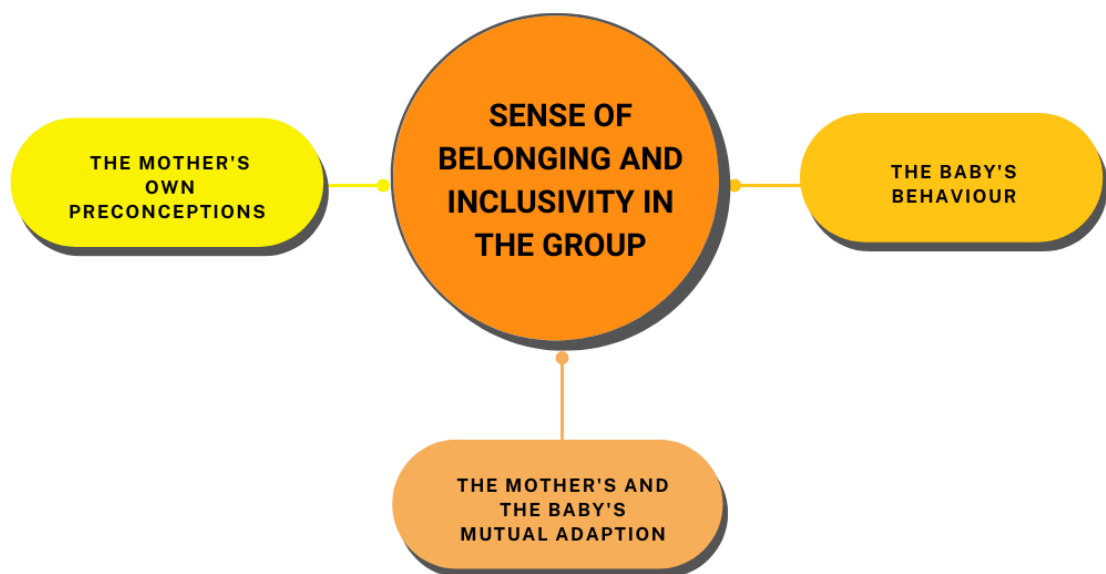 SENSE OF
BELONGING AND
INCLUSIVITY IN
THE GROUP
THE MOTHER'S
OWN
PRECONCEPTIONS
THE BABY'S
BEHAVIOUR
THE MOTHER'S AND
THE BABY'S
MUTUAL ADAPTION